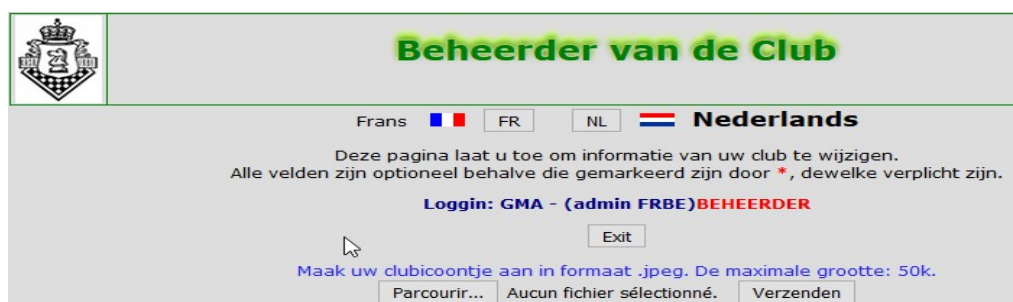 Beheerder van de Club
Frans FR NL Nederlands
Deze pagina laat u toe om informatie van uw club te wijzigen.
Alle velden zijn optioneel behalve die gemarkeerd zijn door *, dewelke verplicht zijn.
Loggin: GMA - (admin FRBE)BEHEERDER
Exit
Maak uw clubicoontje aan in formaat .jpeg. De maximale grootte: 50k.
Parcourir... Aucun fichier sélectionné. Verzenden